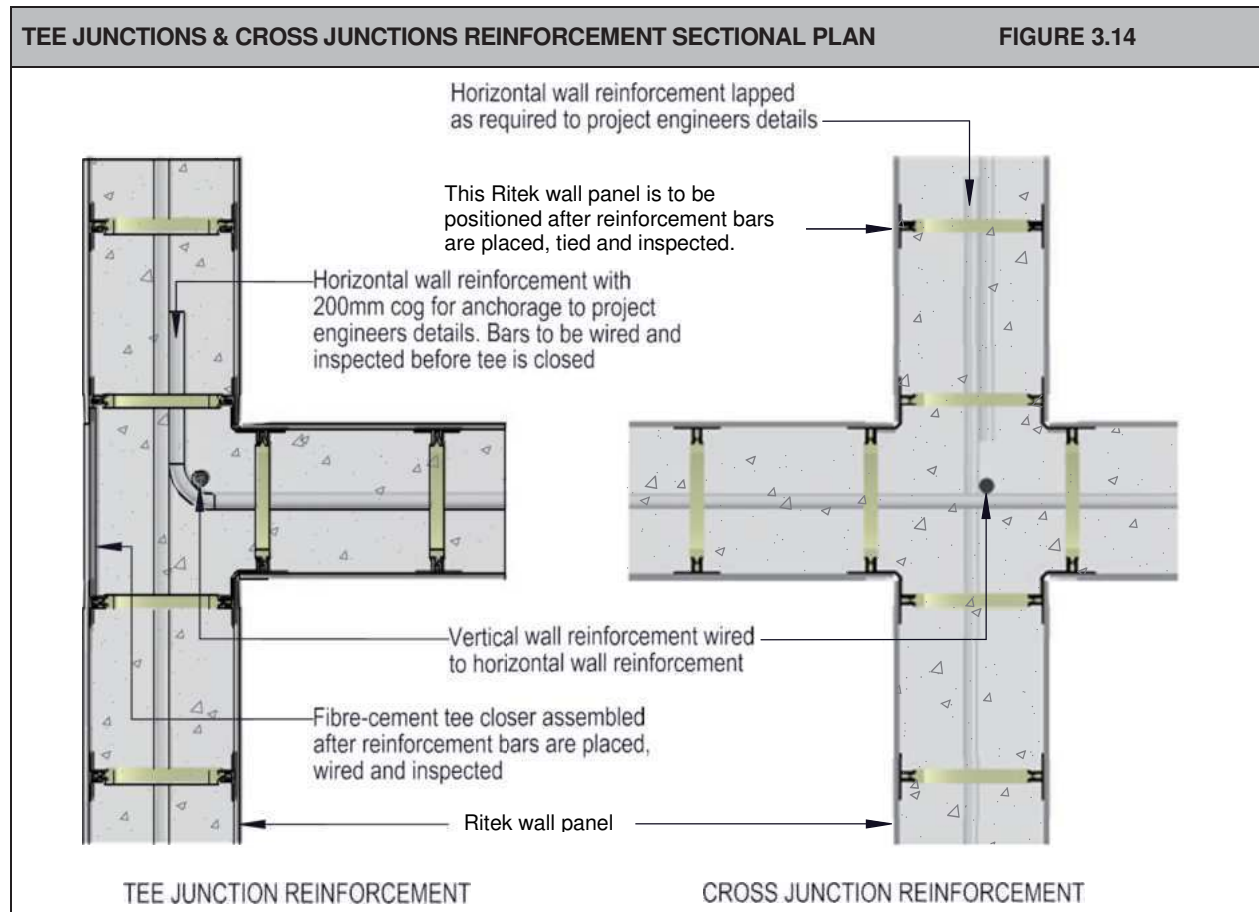 TEE JUNCTIONS & CROSS JUNCTIONS REINFORCEMENT SECTIONAL PLAN FIGURE 3.14
Horizontal wall reinforcement lapped
as required to project engineers details
This Ritek wall panel is to be
positioned after reinforcement bars
are placed, tied and inspected.
Horizontal wall reinforcement with
200mm cog for anchorage to project
engineers details. Bars to be wired and
inspected before tee is closed
Vertical wall reinforcement wired
to horizontal wall reinforcement
Fibre-cement tee closer assembled
after reinforcement bars are placed,
wired and inspected
Ritek wall panel
TEE JUNCTION REINFORCEMENT
CROSS JUNCTION REINFORCEMENT